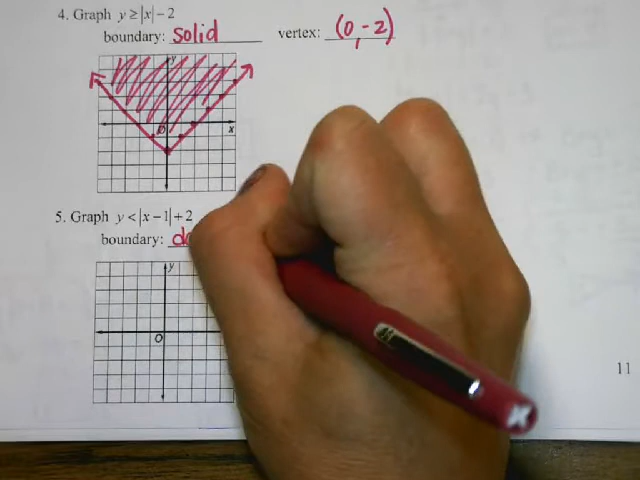 4. Graph y ≥ |x| − 2
boundary: solid vertex: (0, -2)
y
O x
5. Graph y < |x − 1| + 2
boundary: d
y
O
11